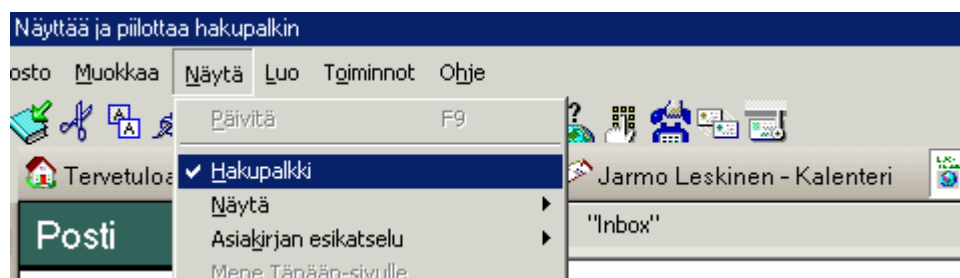 Näyttää ja piilottaa hakupalkin
osto Muokkaa Näytä Luo Toiminnot Ohje
Päivitä F9
Tervetuloa ✓ Hakupalkki Jarmo Leskinen - Kalenteri
Näytä
Posti Asiakirjan esikatselu "Inbox"
Mene Tänään-sivulle